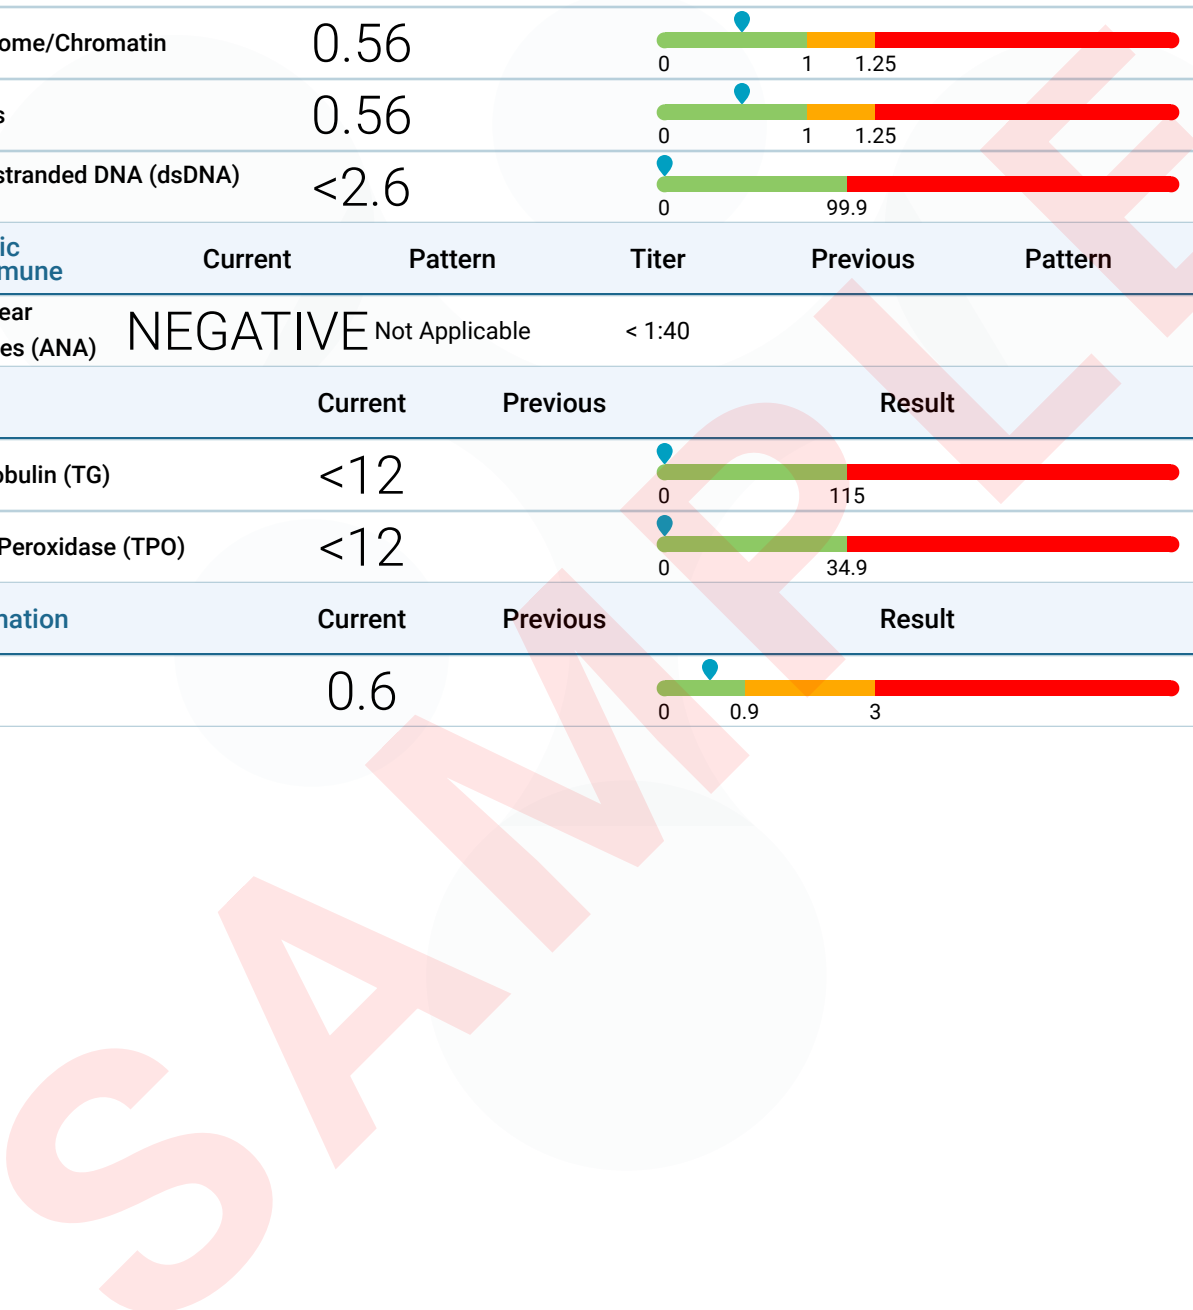 ome/Chromatin 0.56
0 1 1.25
s 0.56
0 1 1.25
stranded DNA (dsDNA) <2.6
0 99.9
ic
mune Current Pattern Titer Previous Pattern
ear
es (ANA) NEGATIVE Not Applicable < 1:40
Current Previous Result
obulin (TG) <12
0 115
Peroxidase (TPO) <12
0 34.9
nation Current Previous Result
0.6
0 0.9 3
SAMPLE